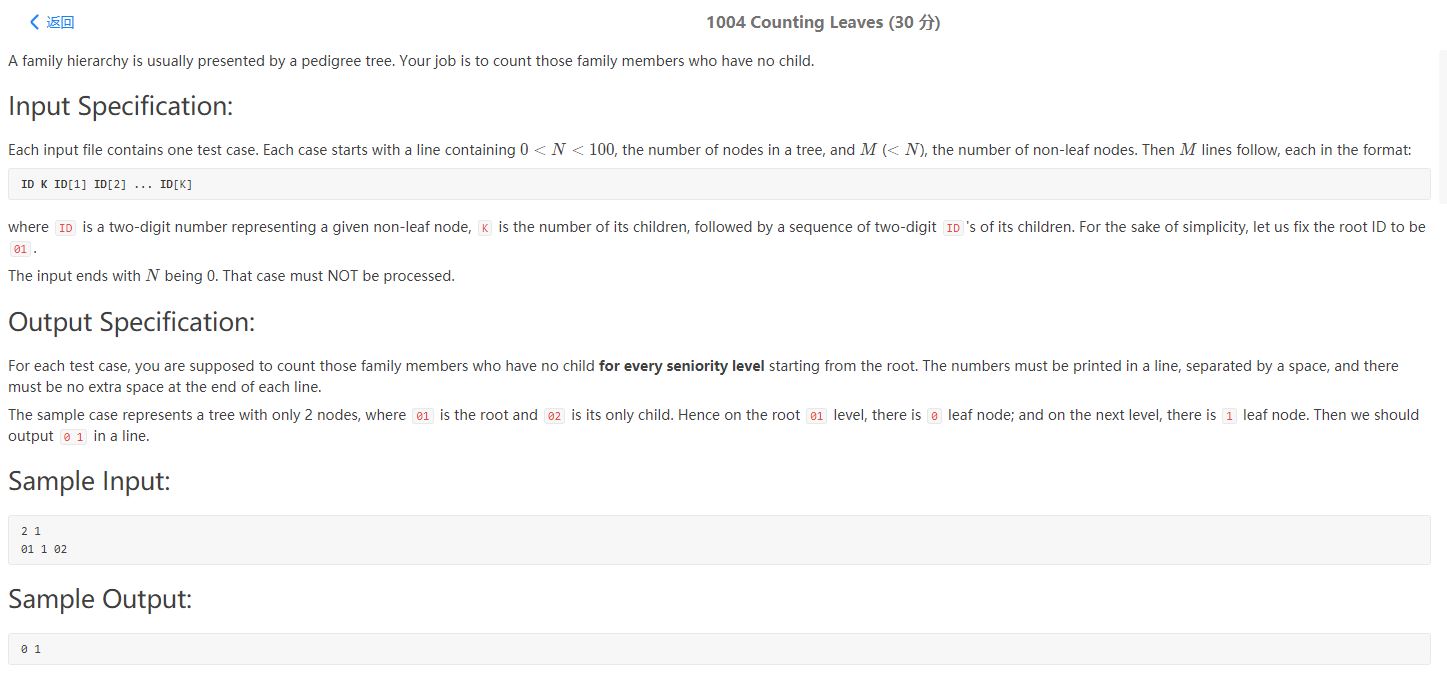 返回
1004 Counting Leaves (30 分)
A family hierarchy is usually presented by a pedigree tree. Your job is to count those family members who have no child.
Input Specification:
Each input file contains one test case. Each case starts with a line containing 0 < N < 100, the number of nodes in a tree, and M (< N), the number of non-leaf nodes. Then M lines follow, each in the format:
ID K ID[1] ID[2] ... ID[K]
where ID is a two-digit number representing a given non-leaf node, K is the number of its children, followed by a sequence of two-digit ID 's of its children. For the sake of simplicity, let us fix the root ID to be
01 .
The input ends with N being 0. That case must NOT be processed.
Output Specification:
For each test case, you are supposed to count those family members who have no child for every seniority level starting from the root. The numbers must be printed in a line, separated by a space, and there
must be no extra space at the end of each line.
The sample case represents a tree with only 2 nodes, where 01 is the root and 02 is its only child. Hence on the root 01 level, there is 0 leaf node; and on the next level, there is 1 leaf node. Then we should
output 0 1 in a line.
Sample Input:
2 1
01 1 02
Sample Output:
0 1